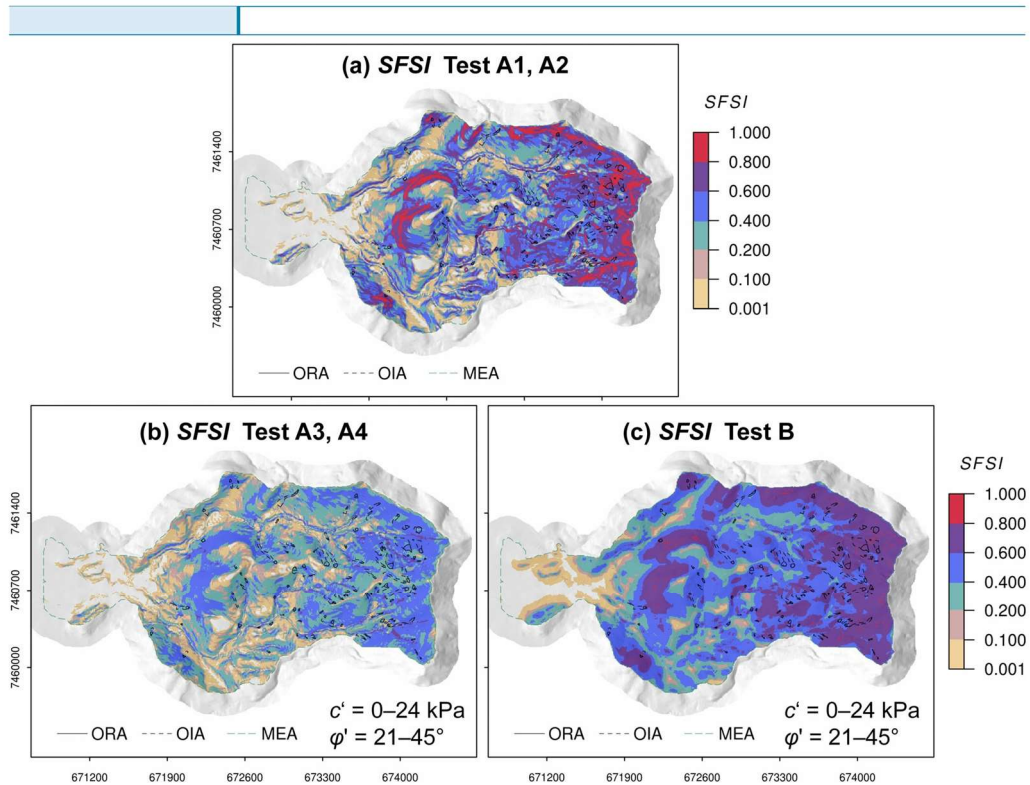 (a) SFSI Test A1, A2
SFSI
1.000
0.800
0.600
0.400
0.200
0.100
0.001
7461400
7460700
7460000
ORA OIA MEA
(b) SFSI Test A3, A4
7461400
7460700
7460000
c‘ = 0–24 kPa
φ' = 21–45°
ORA OIA MEA
671200 671900 672600 673300 674000
(c) SFSI Test B
SFSI
1.000
0.800
0.600
0.400
0.200
0.100
0.001
c‘ = 0–24 kPa
φ' = 21–45°
ORA OIA MEA
671200 671900 672600 673300 674000